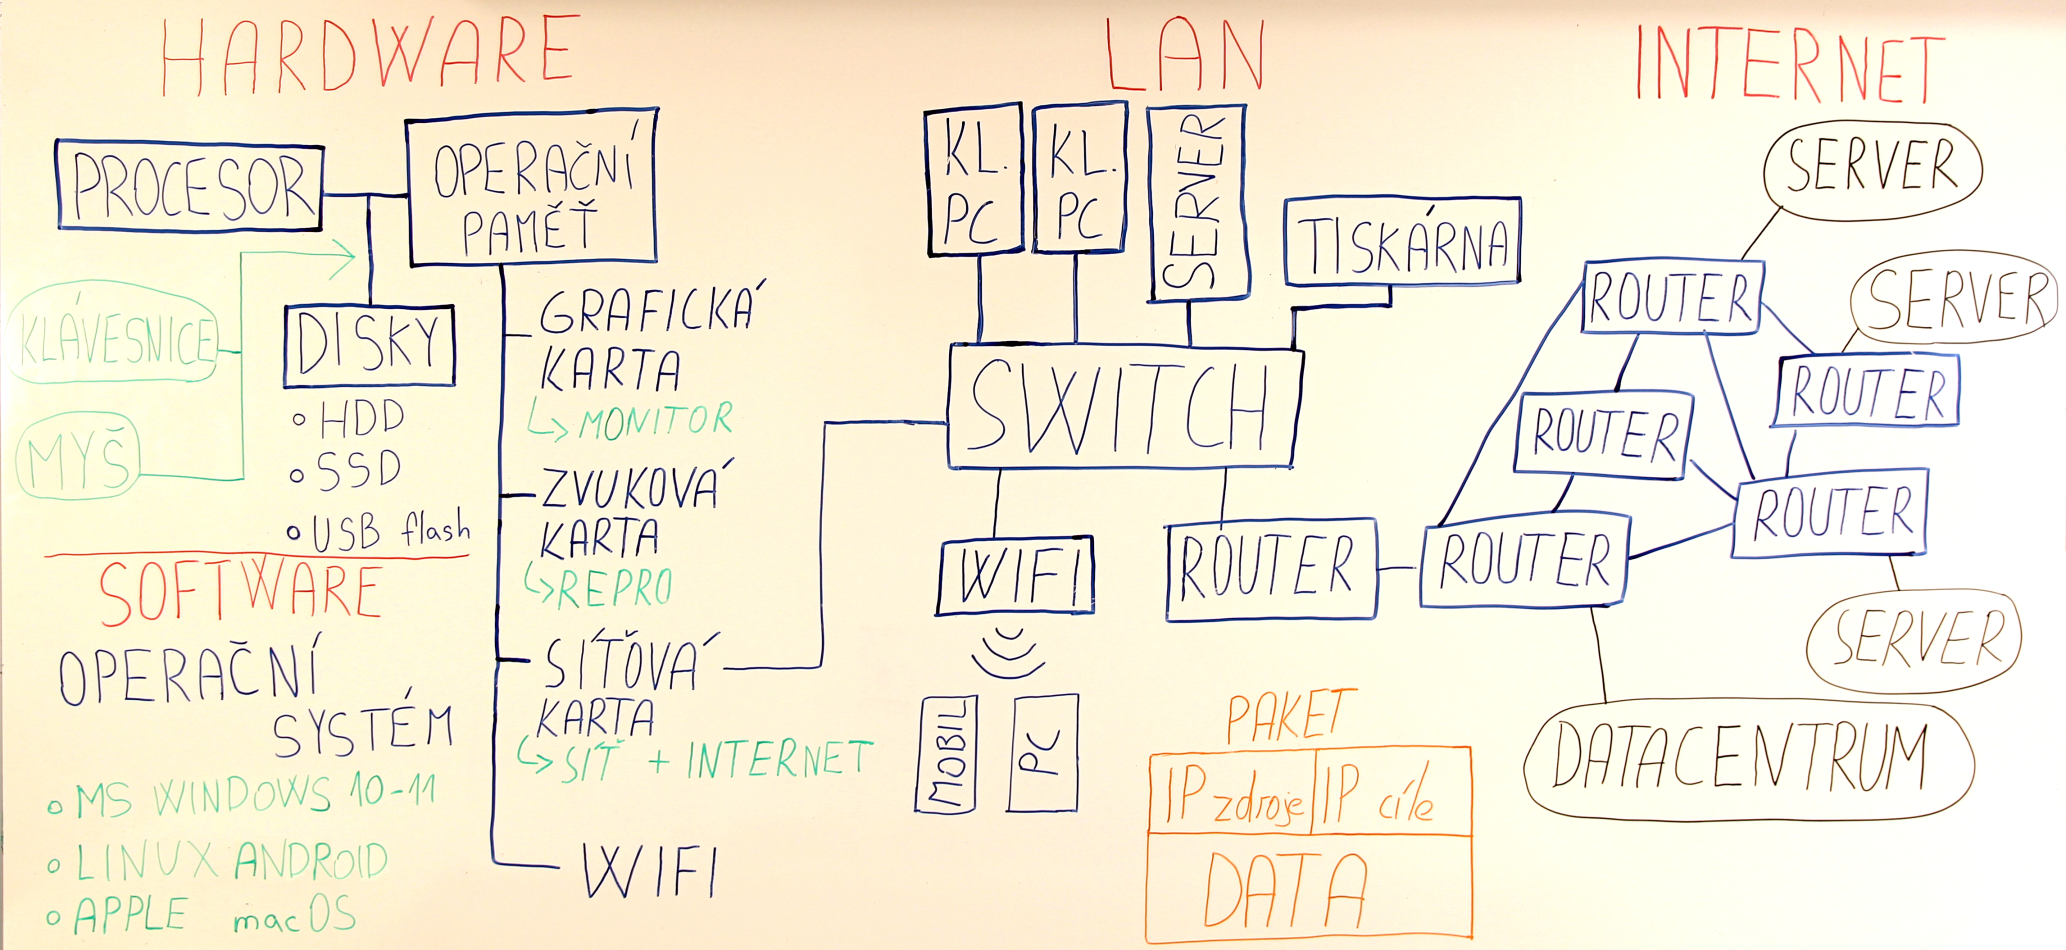 HARDWARE
PROCESOR
OPERAČNÍ
PAMĚŤ
KLÁVESNICE
MYŠ
DISKY
HDD
SSD
USB flash
GRAFICKÁ
KARTA
↳ MONITOR
ZVUKOVÁ
KARTA
↳ REPRO
SÍŤOVÁ
KARTA
↳ SÍŤ + INTERNET
WIFI
SOFTWARE
OPERAČNÍ
SYSTÉM
MS WINDOWS 10-11
LINUX ANDROID
APPLE macOS
LAN
KL.
PC
KL.
PC
SERVER
TISKÁRNA
SWITCH
WIFI
ROUTER
MOBIL
PC
PAKET
IP zdroje
IP cíle
DATA
INTERNET
SERVER
SERVER
ROUTER
ROUTER
ROUTER
ROUTER
ROUTER
SERVER
DATACENTRUM